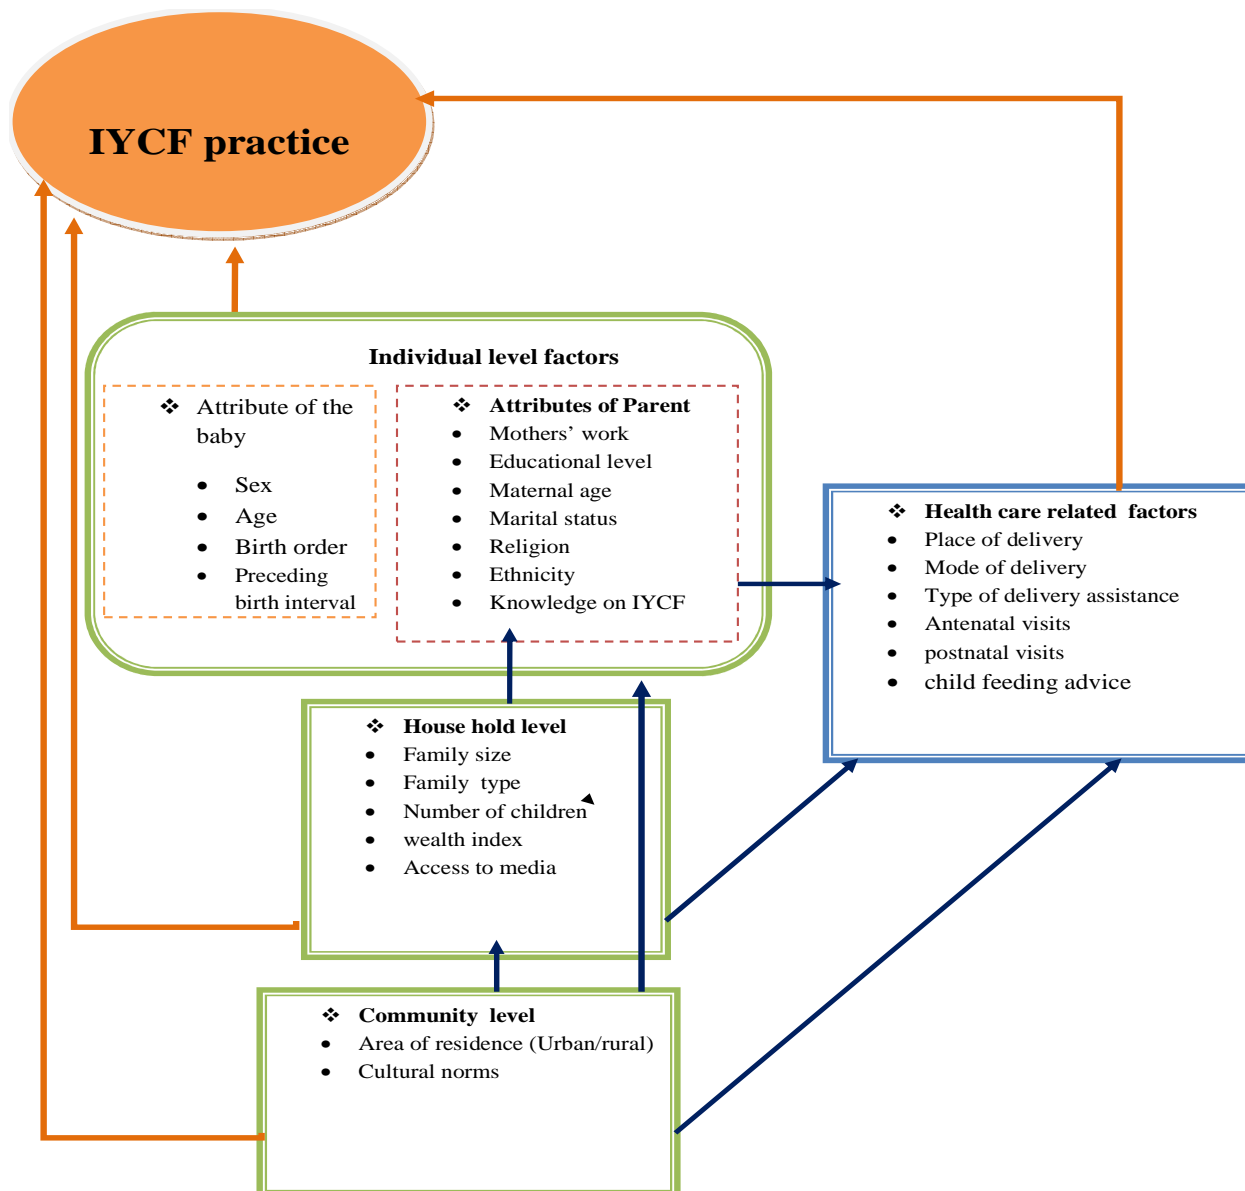 IYCF practice
Individual level factors
❖ Attribute of the
baby
• Sex
• Age
• Birth order
• Preceding
birth interval
❖ Attributes of Parent
• Mothers’ work
• Educational level
• Maternal age
• Marital status
• Religion
• Ethnicity
• Knowledge on IYCF
❖ Health care related factors
• Place of delivery
• Mode of delivery
• Type of delivery assistance
• Antenatal visits
• postnatal visits
• child feeding advice
❖ House hold level
• Family size
• Family type
• Number of children
• wealth index
• Access to media
❖ Community level
• Area of residence (Urban/rural)
• Cultural norms